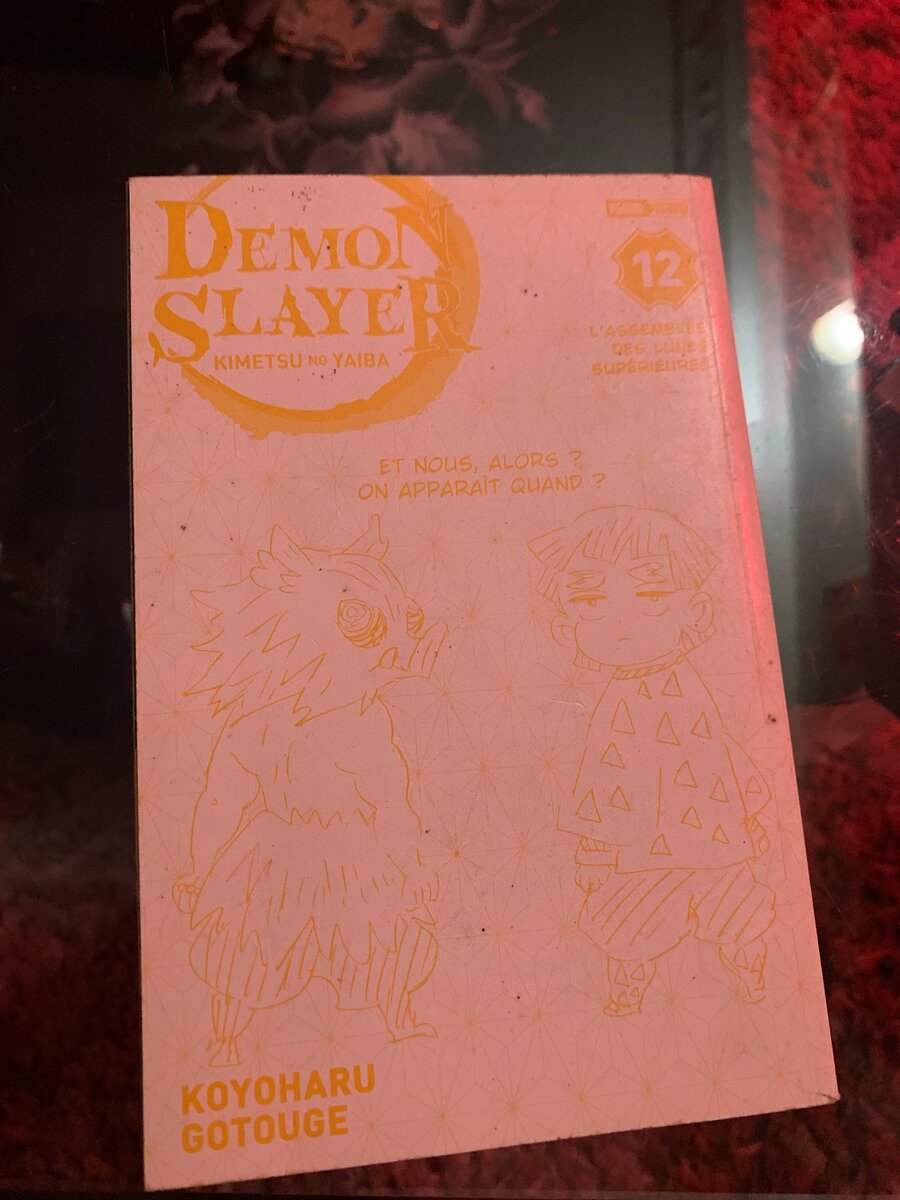 DEMON
SLAYER
KIMETSU NO YAIBA
12
L'ASSEMBLÉE
DES LUNES
SUPÉRIEURES
ET NOUS, ALORS ?
ON APPARAÎT QUAND ?
KOYOHARU
GOTOUGE